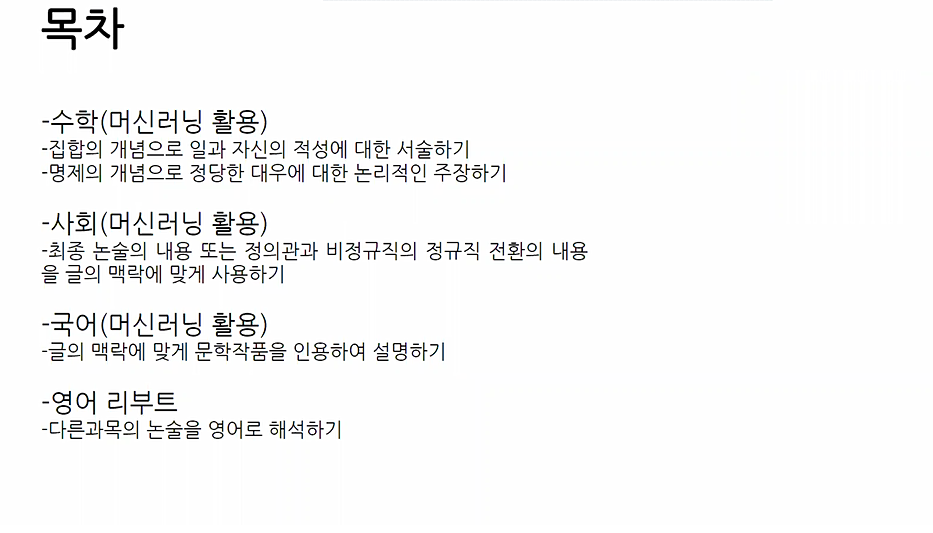 목차
-수학(머신러닝 활용)
-집합의 개념으로 일과 자신의 적성에 대한 서술하기
-명제의 개념으로 정당한 대우에 대한 논리적인 주장하기
-사회(머신러닝 활용)
-최종 논술의 내용 또는 정의관과 비정규직의 정규직 전환의 내용
을 글의 맥락에 맞게 사용하기
-국어(머신러닝 활용)
-글의 맥락에 맞게 문학작품을 인용하여 설명하기
-영어 리부트
-다른과목의 논술을 영어로 해석하기